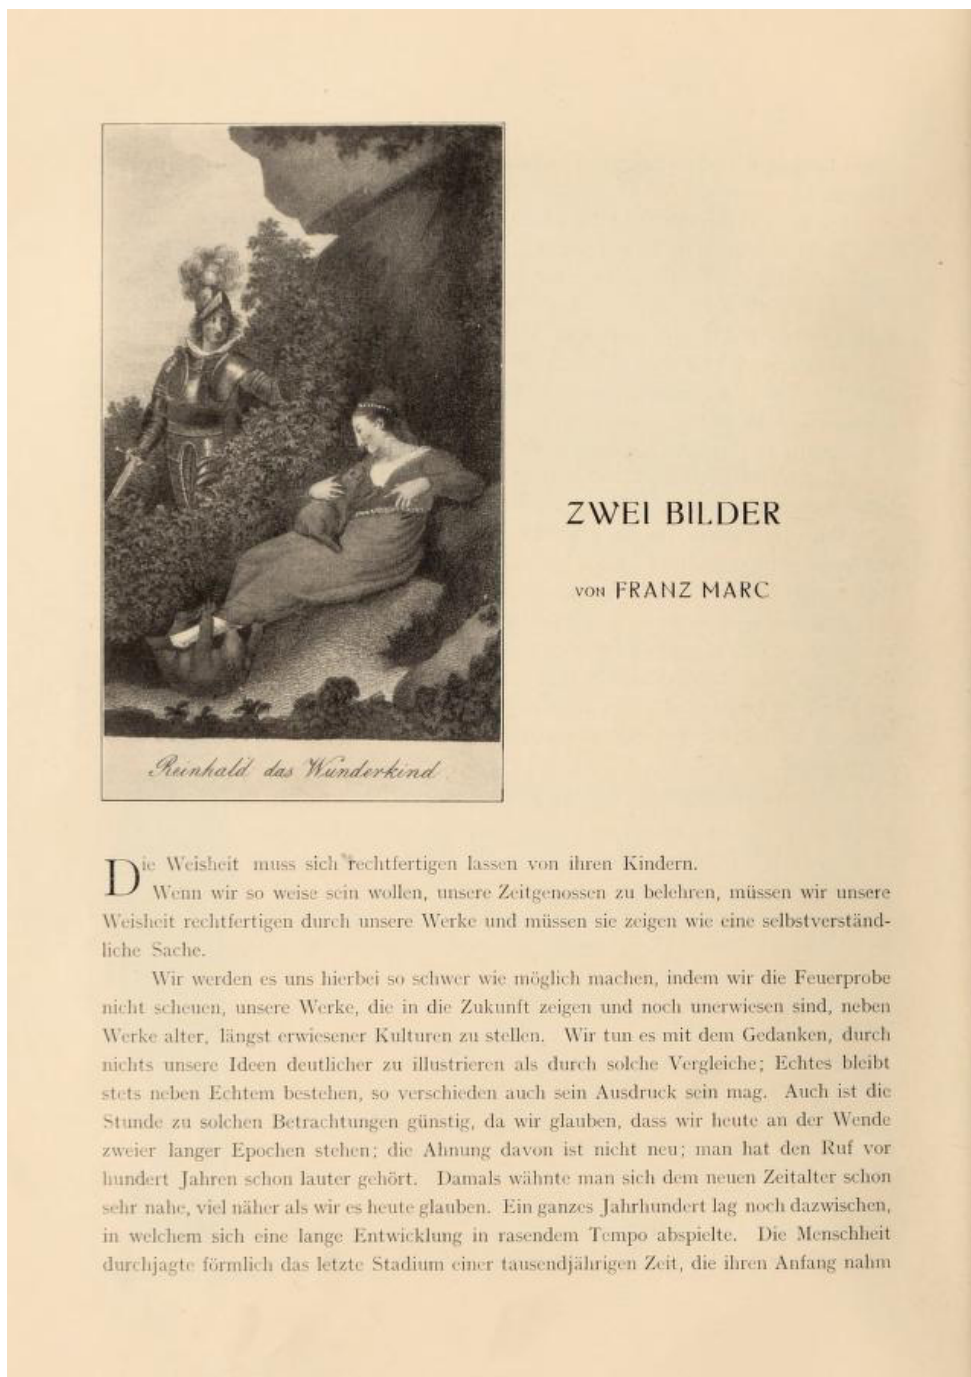 ZWEI BILDER
VON FRANZ MARC
Reinhald das Wunderkind
Die Weisheit muss sich rechtfertigen lassen von ihren Kindern.
Wenn wir so weise sein wollen, unsere Zeitgenossen zu belehren, müssen wir unsere
Weisheit rechtfertigen durch unsere Werke und müssen sie zeigen wie eine selbstverständ-
liche Sache.
Wir werden es uns hierbei so schwer wie möglich machen, indem wir die Feuerprobe
nicht scheuen, unsere Werke, die in die Zukunft zeigen und noch unerwiesen sind, neben
Werke alter, längst erwiesener Kulturen zu stellen. Wir tun es mit dem Gedanken, durch
nichts unsere Ideen deutlicher zu illustrieren als durch solche Vergleiche; Echtes bleibt
stets neben Echtem bestehen, so verschieden auch sein Ausdruck sein mag. Auch ist die
Stunde zu solchen Betrachtungen günstig, da wir glauben, dass wir heute an der Wende
zweier langer Epochen stehen; die Ahnung davon ist nicht neu; man hat den Ruf vor
hundert Jahren schon lauter gehört. Damals wähnte man sich dem neuen Zeitalter schon
sehr nahe, viel näher als wir es heute glauben. Ein ganzes Jahrhundert lag noch dazwischen,
in welchem sich eine lange Entwicklung in rasendem Tempo abspielte. Die Menschheit
durchjagte förmlich das letzte Stadium einer tausendjährigen Zeit, die ihren Anfang nahm